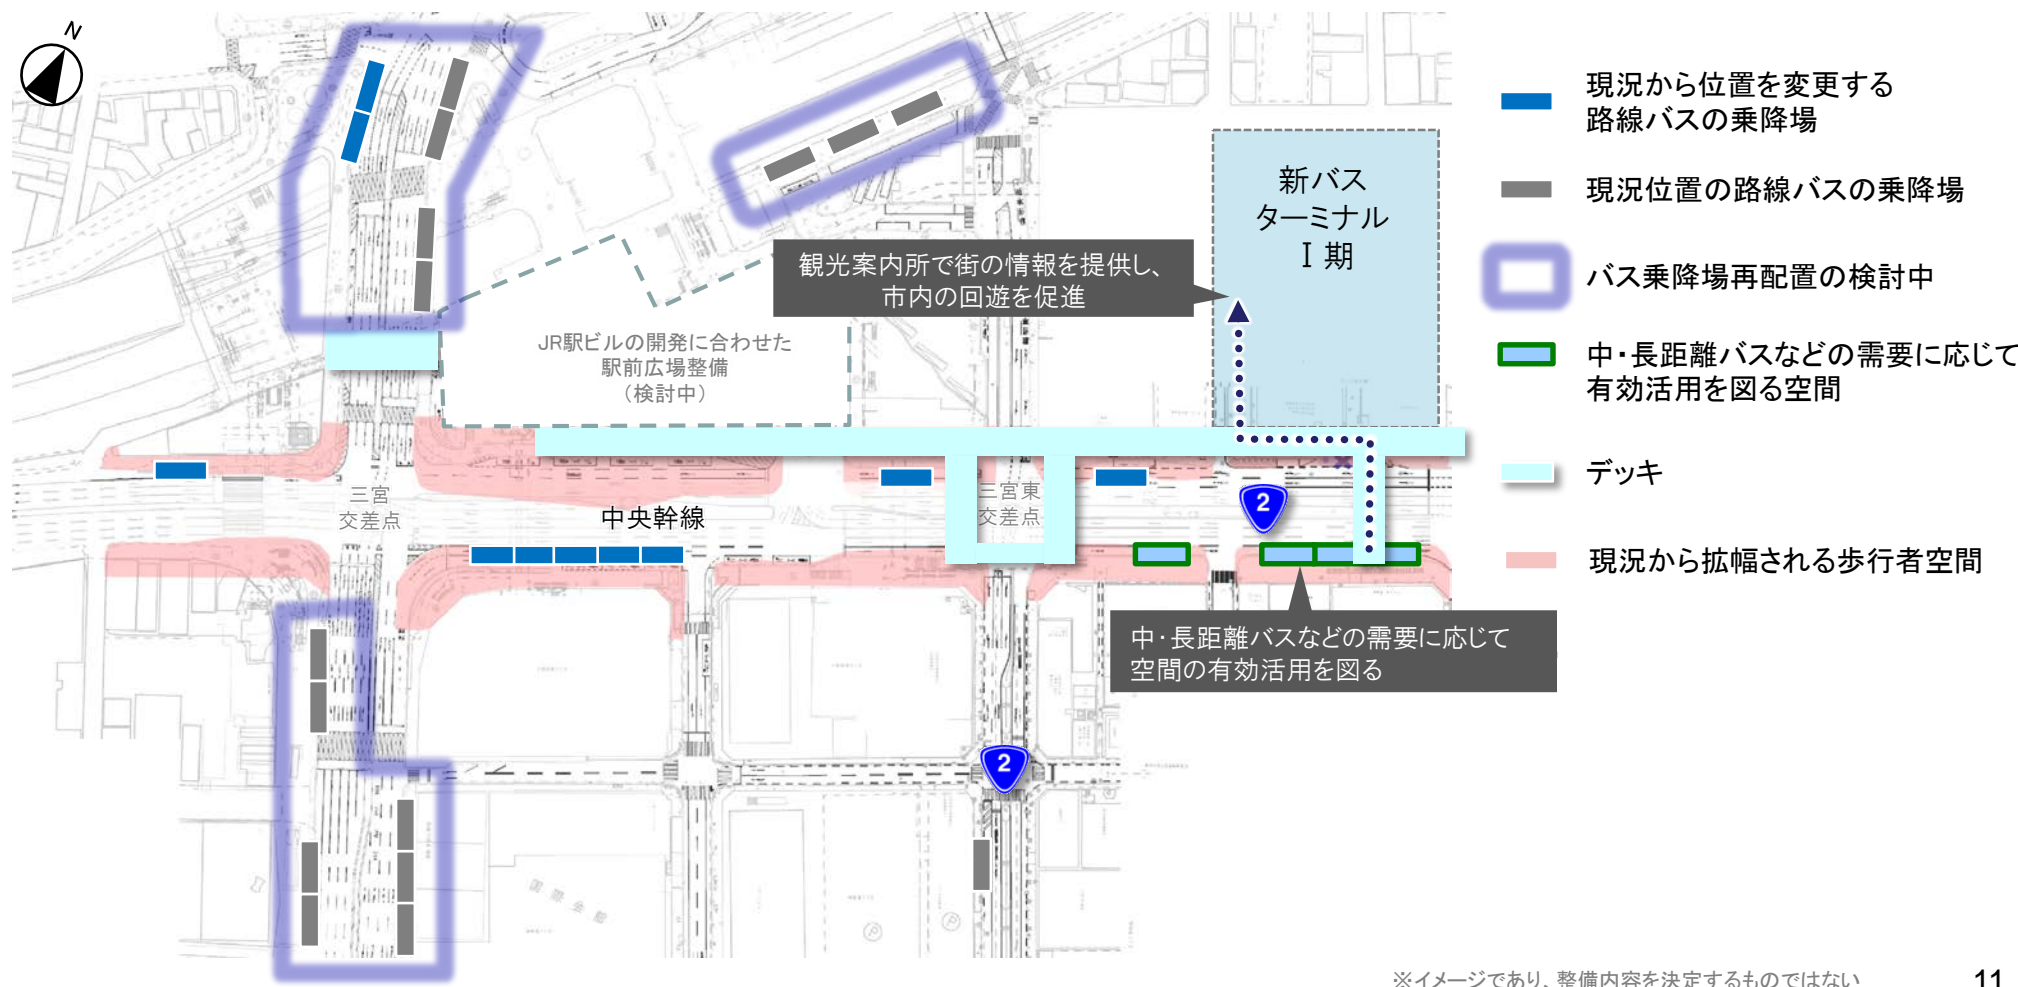 N
現況から位置を変更する
路線バスの乗降場
現況位置の路線バスの乗降場
バス乗降場再配置の検討中
中・長距離バスなどの需要に応じて
有効活用を図る空間
デッキ
現況から拡幅される歩行者空間
新バス
ターミナル
Ⅰ期
観光案内所で街の情報を提供し、
市内の回遊を促進
JR駅ビルの開発に合わせた
駅前広場整備
（検討中）
三宮
交差点
中央幹線
三宮東
交差点
2
中・長距離バスなどの需要に応じて
空間の有効活用を図る
2
国際会館
P
P
※イメージであり、整備内容を決定するものではない
11